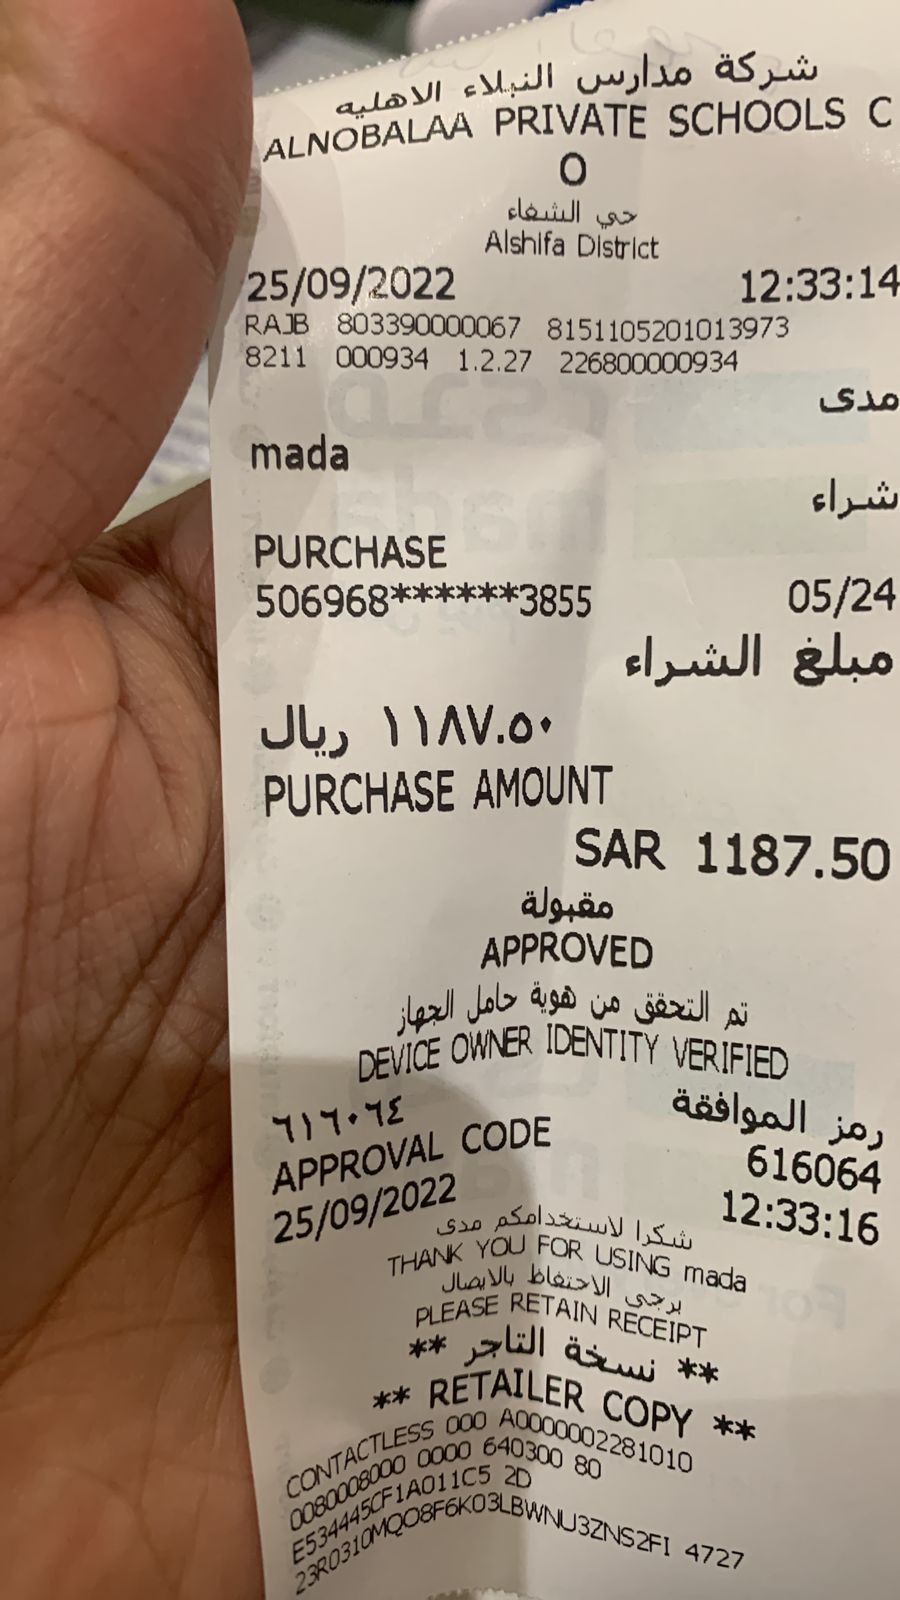 شركة مدارس النبلاء الاهليه
ALNOBALAA PRIVATE SCHOOLS C
O
حي الشفاء
Alshifa District
25/09/2022 12:33:14
RAJB 803390000067 8151105201013973
8211 000934 1.2.27 226800000934
مدى
mada
شراء
PURCHASE
506968******3855 05/24
مبلغ الشراء
١١٨٧.٥٠ ريال
PURCHASE AMOUNT
SAR 1187.50
مقبولة
APPROVED
تم التحقق من هوية حامل الجهاز
DEVICE OWNER IDENTITY VERIFIED
رمز الموافقة ٦١٦٠٦٤
APPROVAL CODE 616064
25/09/2022 12:33:16
شكرا لاستخدامكم مدى
THANK YOU FOR USING mada
يرجى الاحتفاظ بالايصال
PLEASE RETAIN RECEIPT
** نسخة التاجر **
** RETAILER COPY **
CONTACTLESS 000 A0000002281010
0080008000 0000 640300 80
E534445CF1A011C5 2D
23R0310MQO8F6K03LBWNU3ZNS2FI 4727